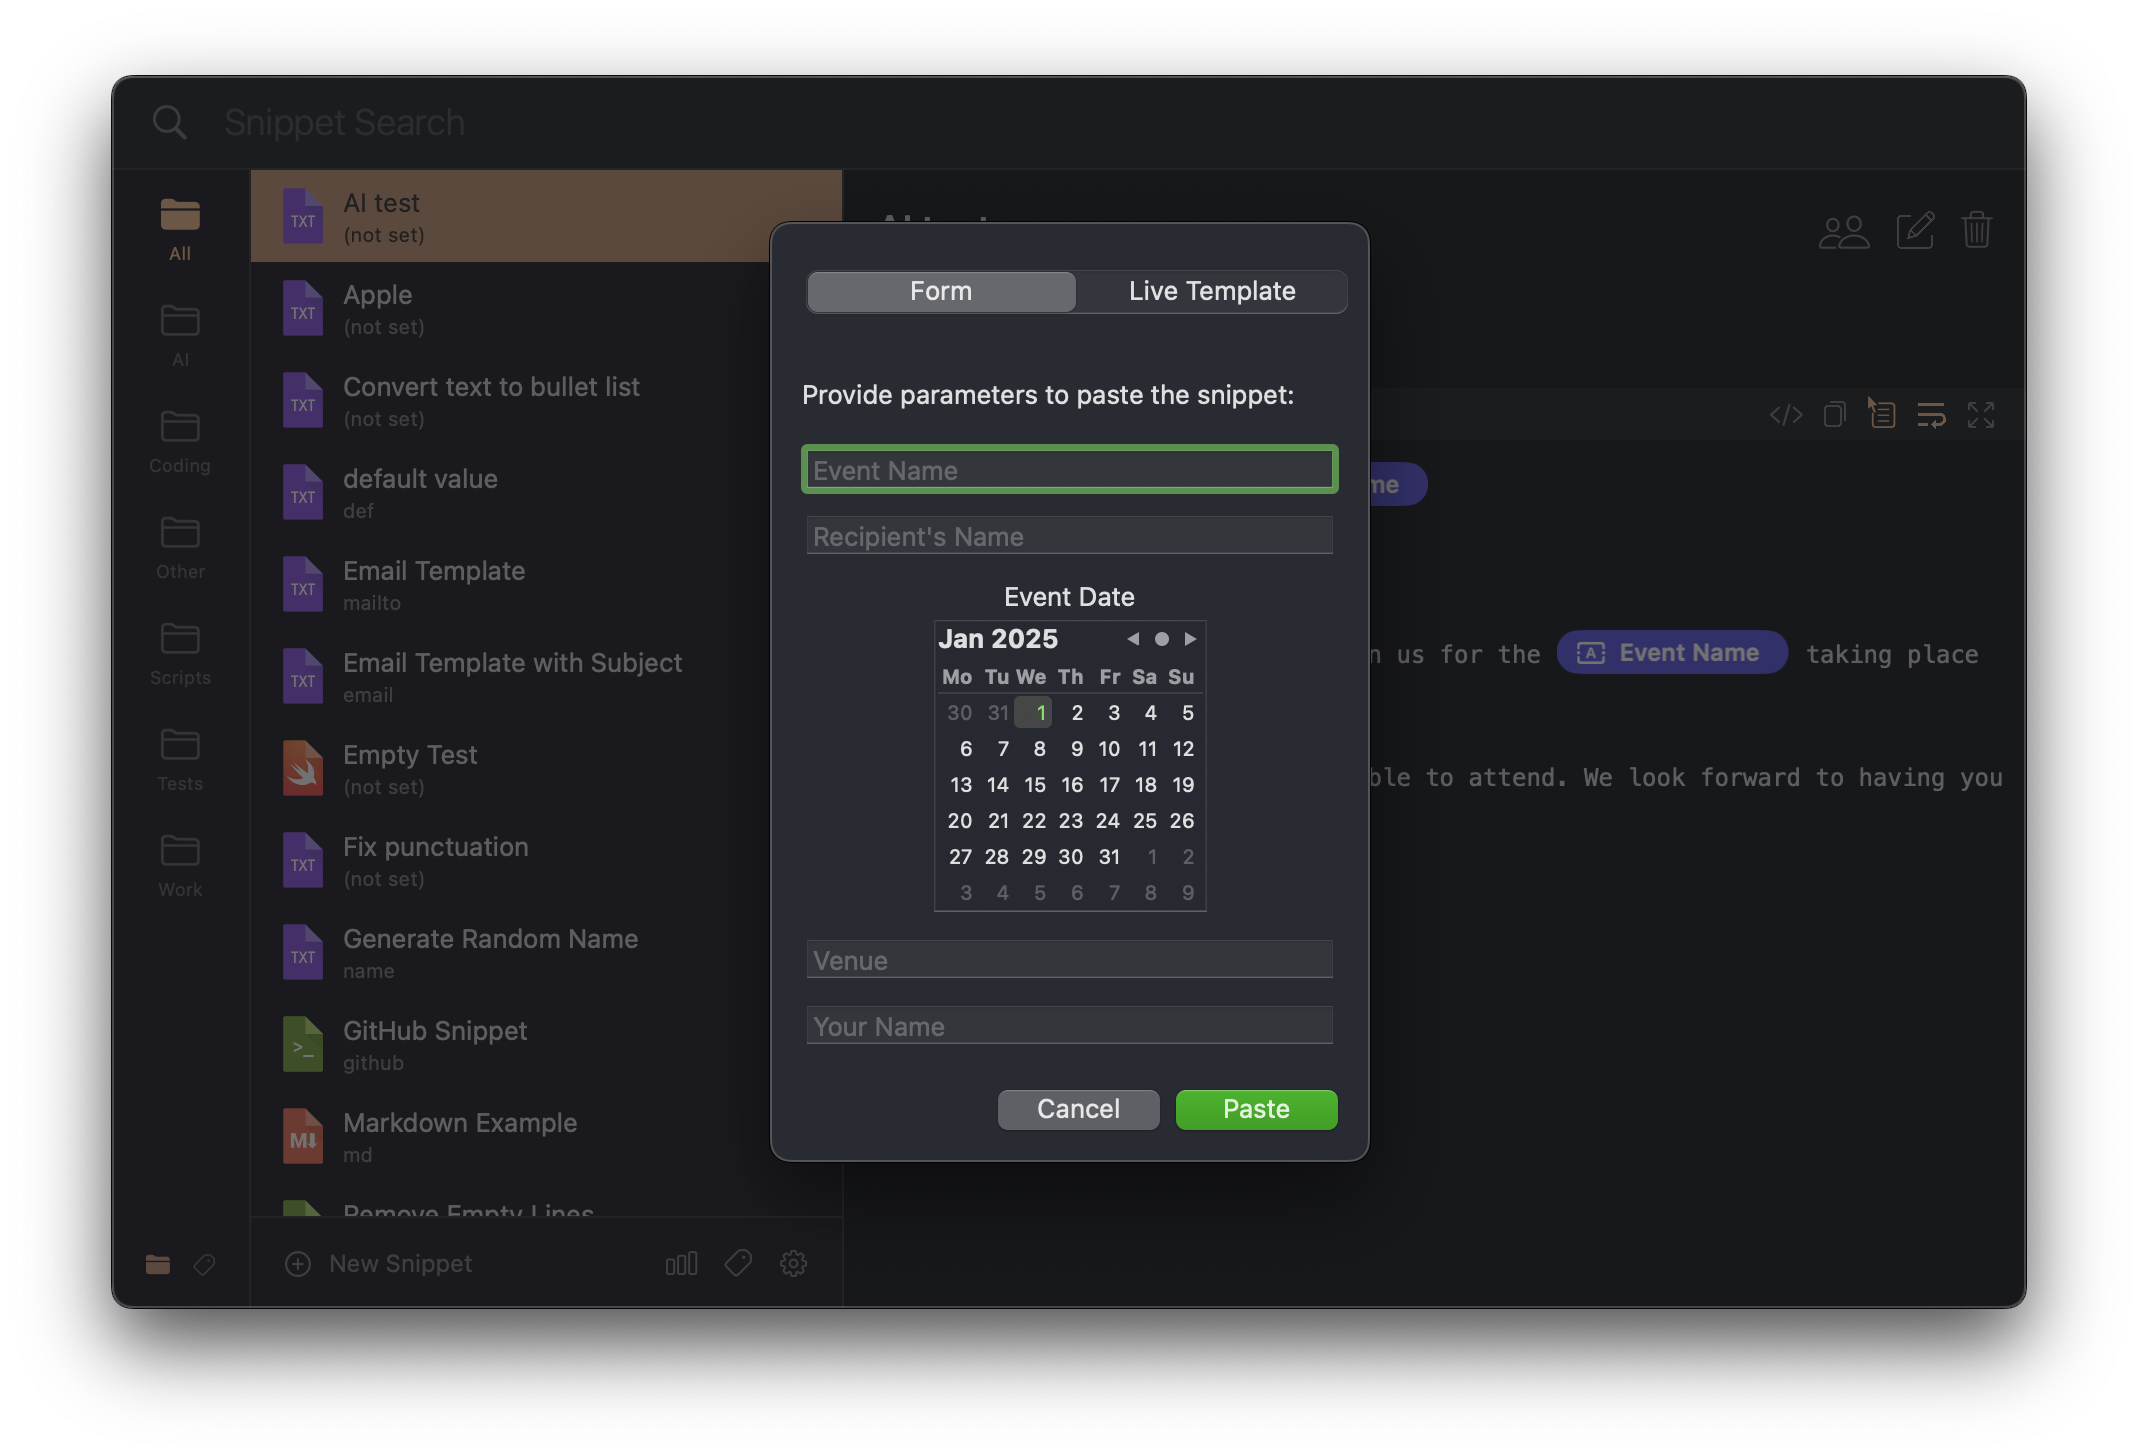 Snippet Search
All
AI
Coding
Other
Scripts
Tests
Work
TXT
AI test
(not set)
TXT
Apple
(not set)
TXT
Convert text to bullet list
(not set)
TXT
default value
def
TXT
Email Template
mailto
TXT
Email Template with Subject
email
Empty Test
(not set)
TXT
Fix punctuation
(not set)
TXT
Generate Random Name
name
>_
GitHub Snippet
github
M
Markdown Example
md
Remove Empty Lines
New Snippet
AI test
Form
Live Template
Provide parameters to paste the snippet:
Event Name
Recipient's Name
Event Date
Jan 2025
Mo Tu We Th Fr Sa Su
30 31 1 2 3 4 5
6 7 8 9 10 11 12
13 14 15 16 17 18 19
20 21 22 23 24 25 26
27 28 29 30 31 1 2
3 4 5 6 7 8 9
Venue
Your Name
Cancel
Paste
</>
me
n us for the A Event Name taking place
ble to attend. We look forward to having you